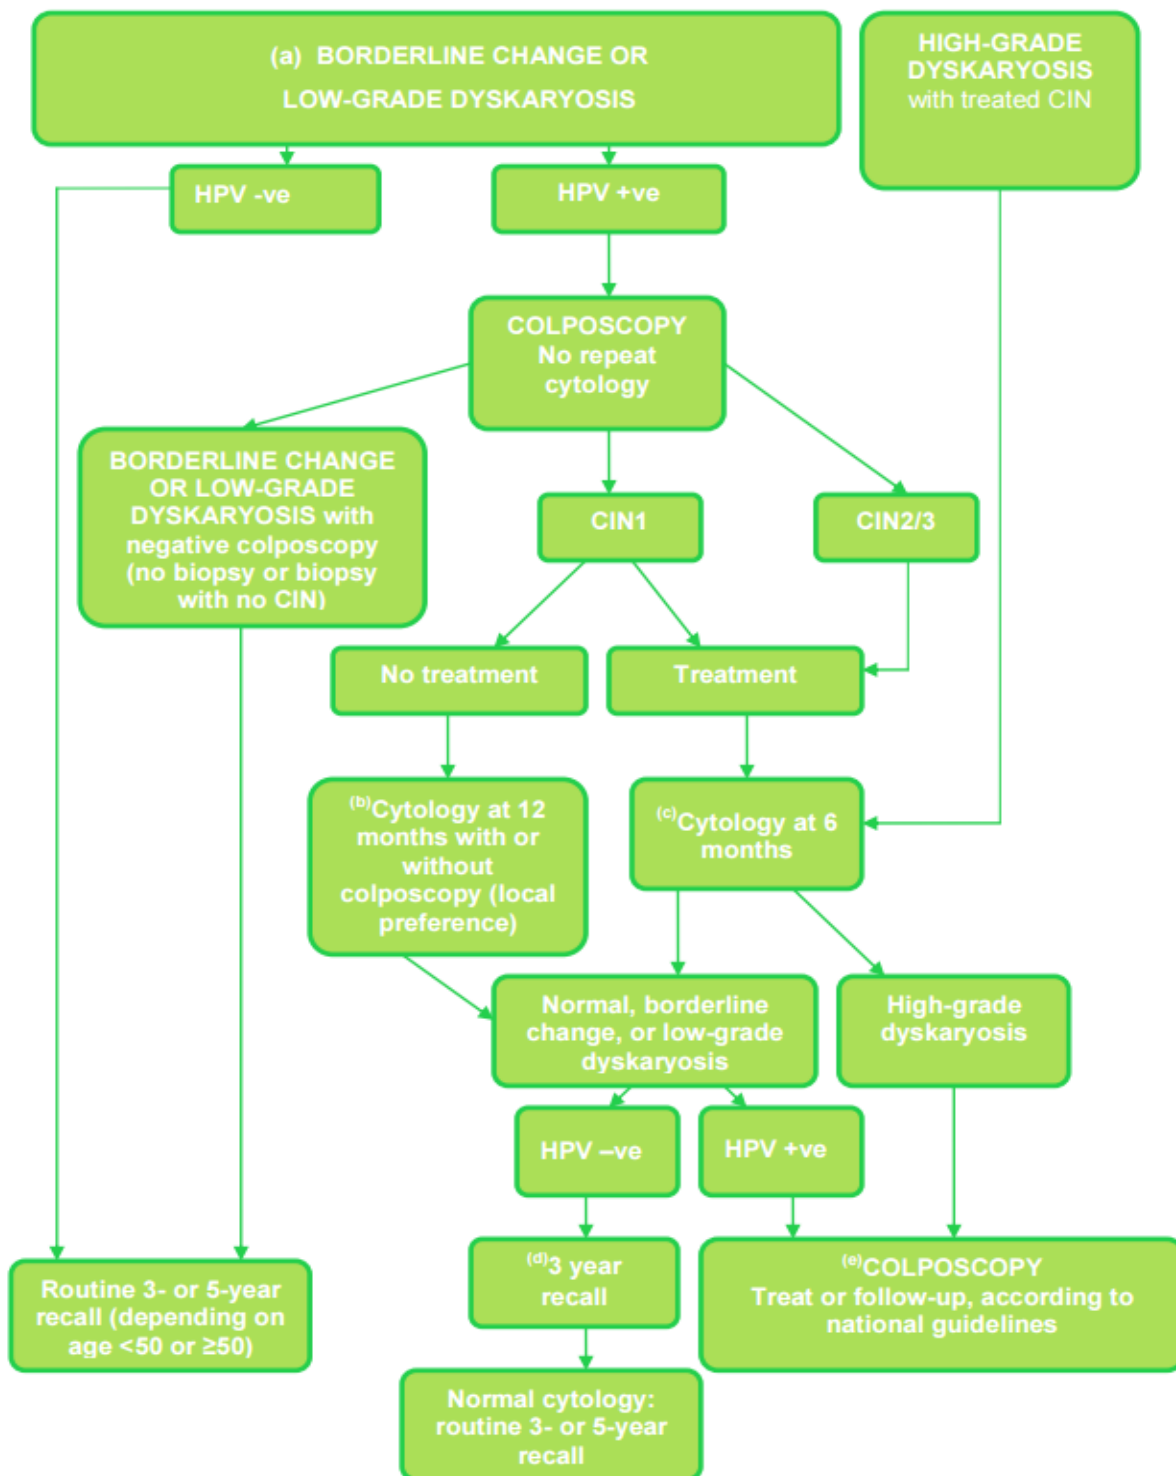 (a) BORDERLINE CHANGE OR
LOW-GRADE DYSKARYOSIS
HIGH-GRADE
DYSKARYOSIS
with treated CIN
HPV -ve
HPV +ve
COLPOSCOPY
No repeat
cytology
BORDERLINE CHANGE
OR LOW-GRADE
DYSKARYOSIS with
negative colposcopy
(no biopsy or biopsy
with no CIN)
CIN1
CIN2/3
No treatment
Treatment
(b)Cytology at 12
months with or
without
colposcopy (local
preference)
(c)Cytology at 6
months
Normal, borderline
change, or low-grade
dyskaryosis
High-grade
dyskaryosis
HPV –ve
HPV +ve
Routine 3- or 5-year
recall (depending on
age <50 or ≥50)
(d)3 year
recall
(e)COLPOSCOPY
Treat or follow-up, according to
national guidelines
Normal cytology:
routine 3- or 5-year
recall